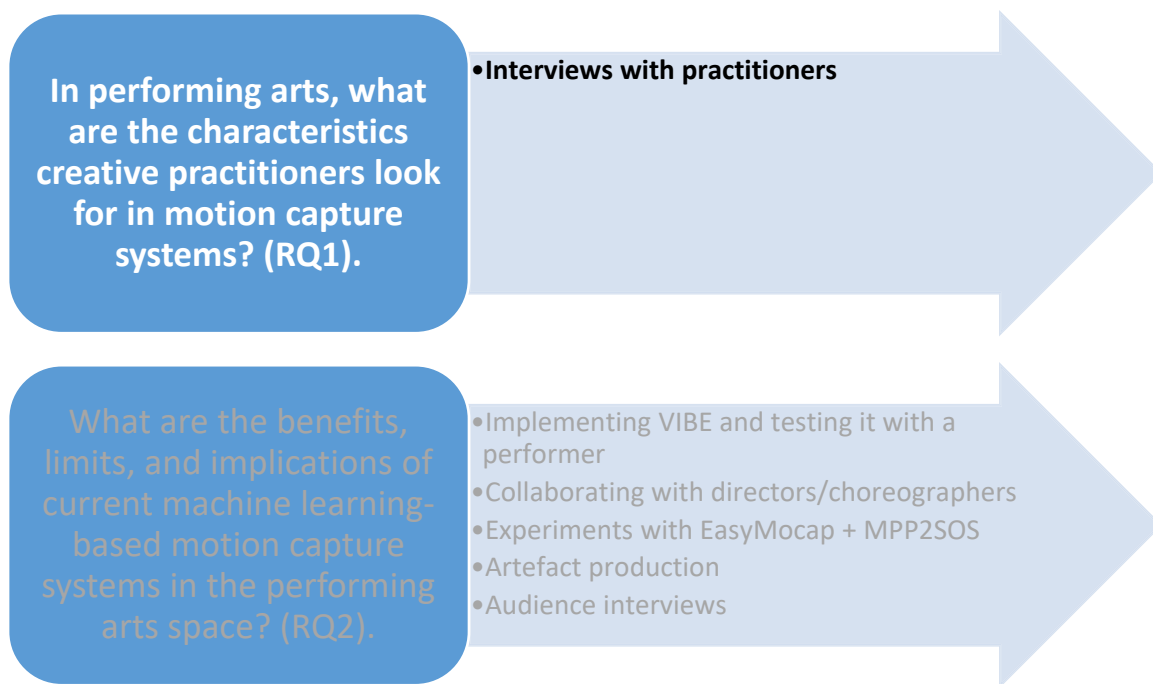 In performing arts, what
are the characteristics
creative practitioners look
for in motion capture
systems? (RQ1).
•Interviews with practitioners
What are the benefits,
limits, and implications of
current machine learning-
based motion capture
systems in the performing
arts space? (RQ2).
•Implementing VIBE and testing it with a
performer
•Collaborating with directors/choreographers
•Experiments with EasyMocap + MPP2SOS
•Artefact production
•Audience interviews